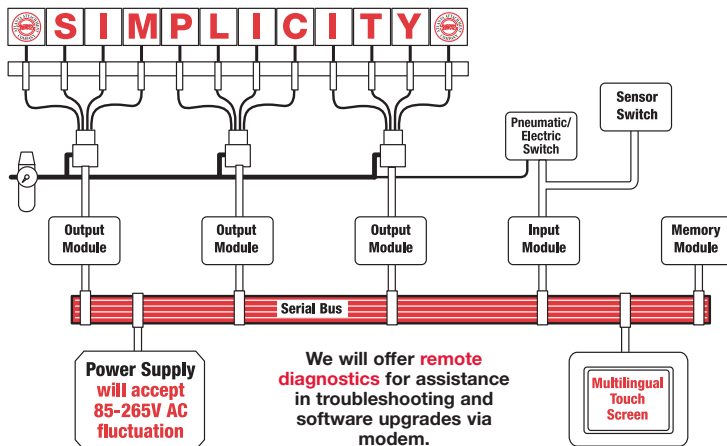 SIMPLICITY
Sensor
Switch
Pneumatic/
Electric
Switch
Output
Module
Output
Module
Output
Module
Input
Module
Memory
Module
Serial Bus
Power Supply
will accept
85-265V AC
fluctuation
We will offer remote
diagnostics for assistance
in troubleshooting and
software upgrades via
modem.
Multilingual
Touch
Screen